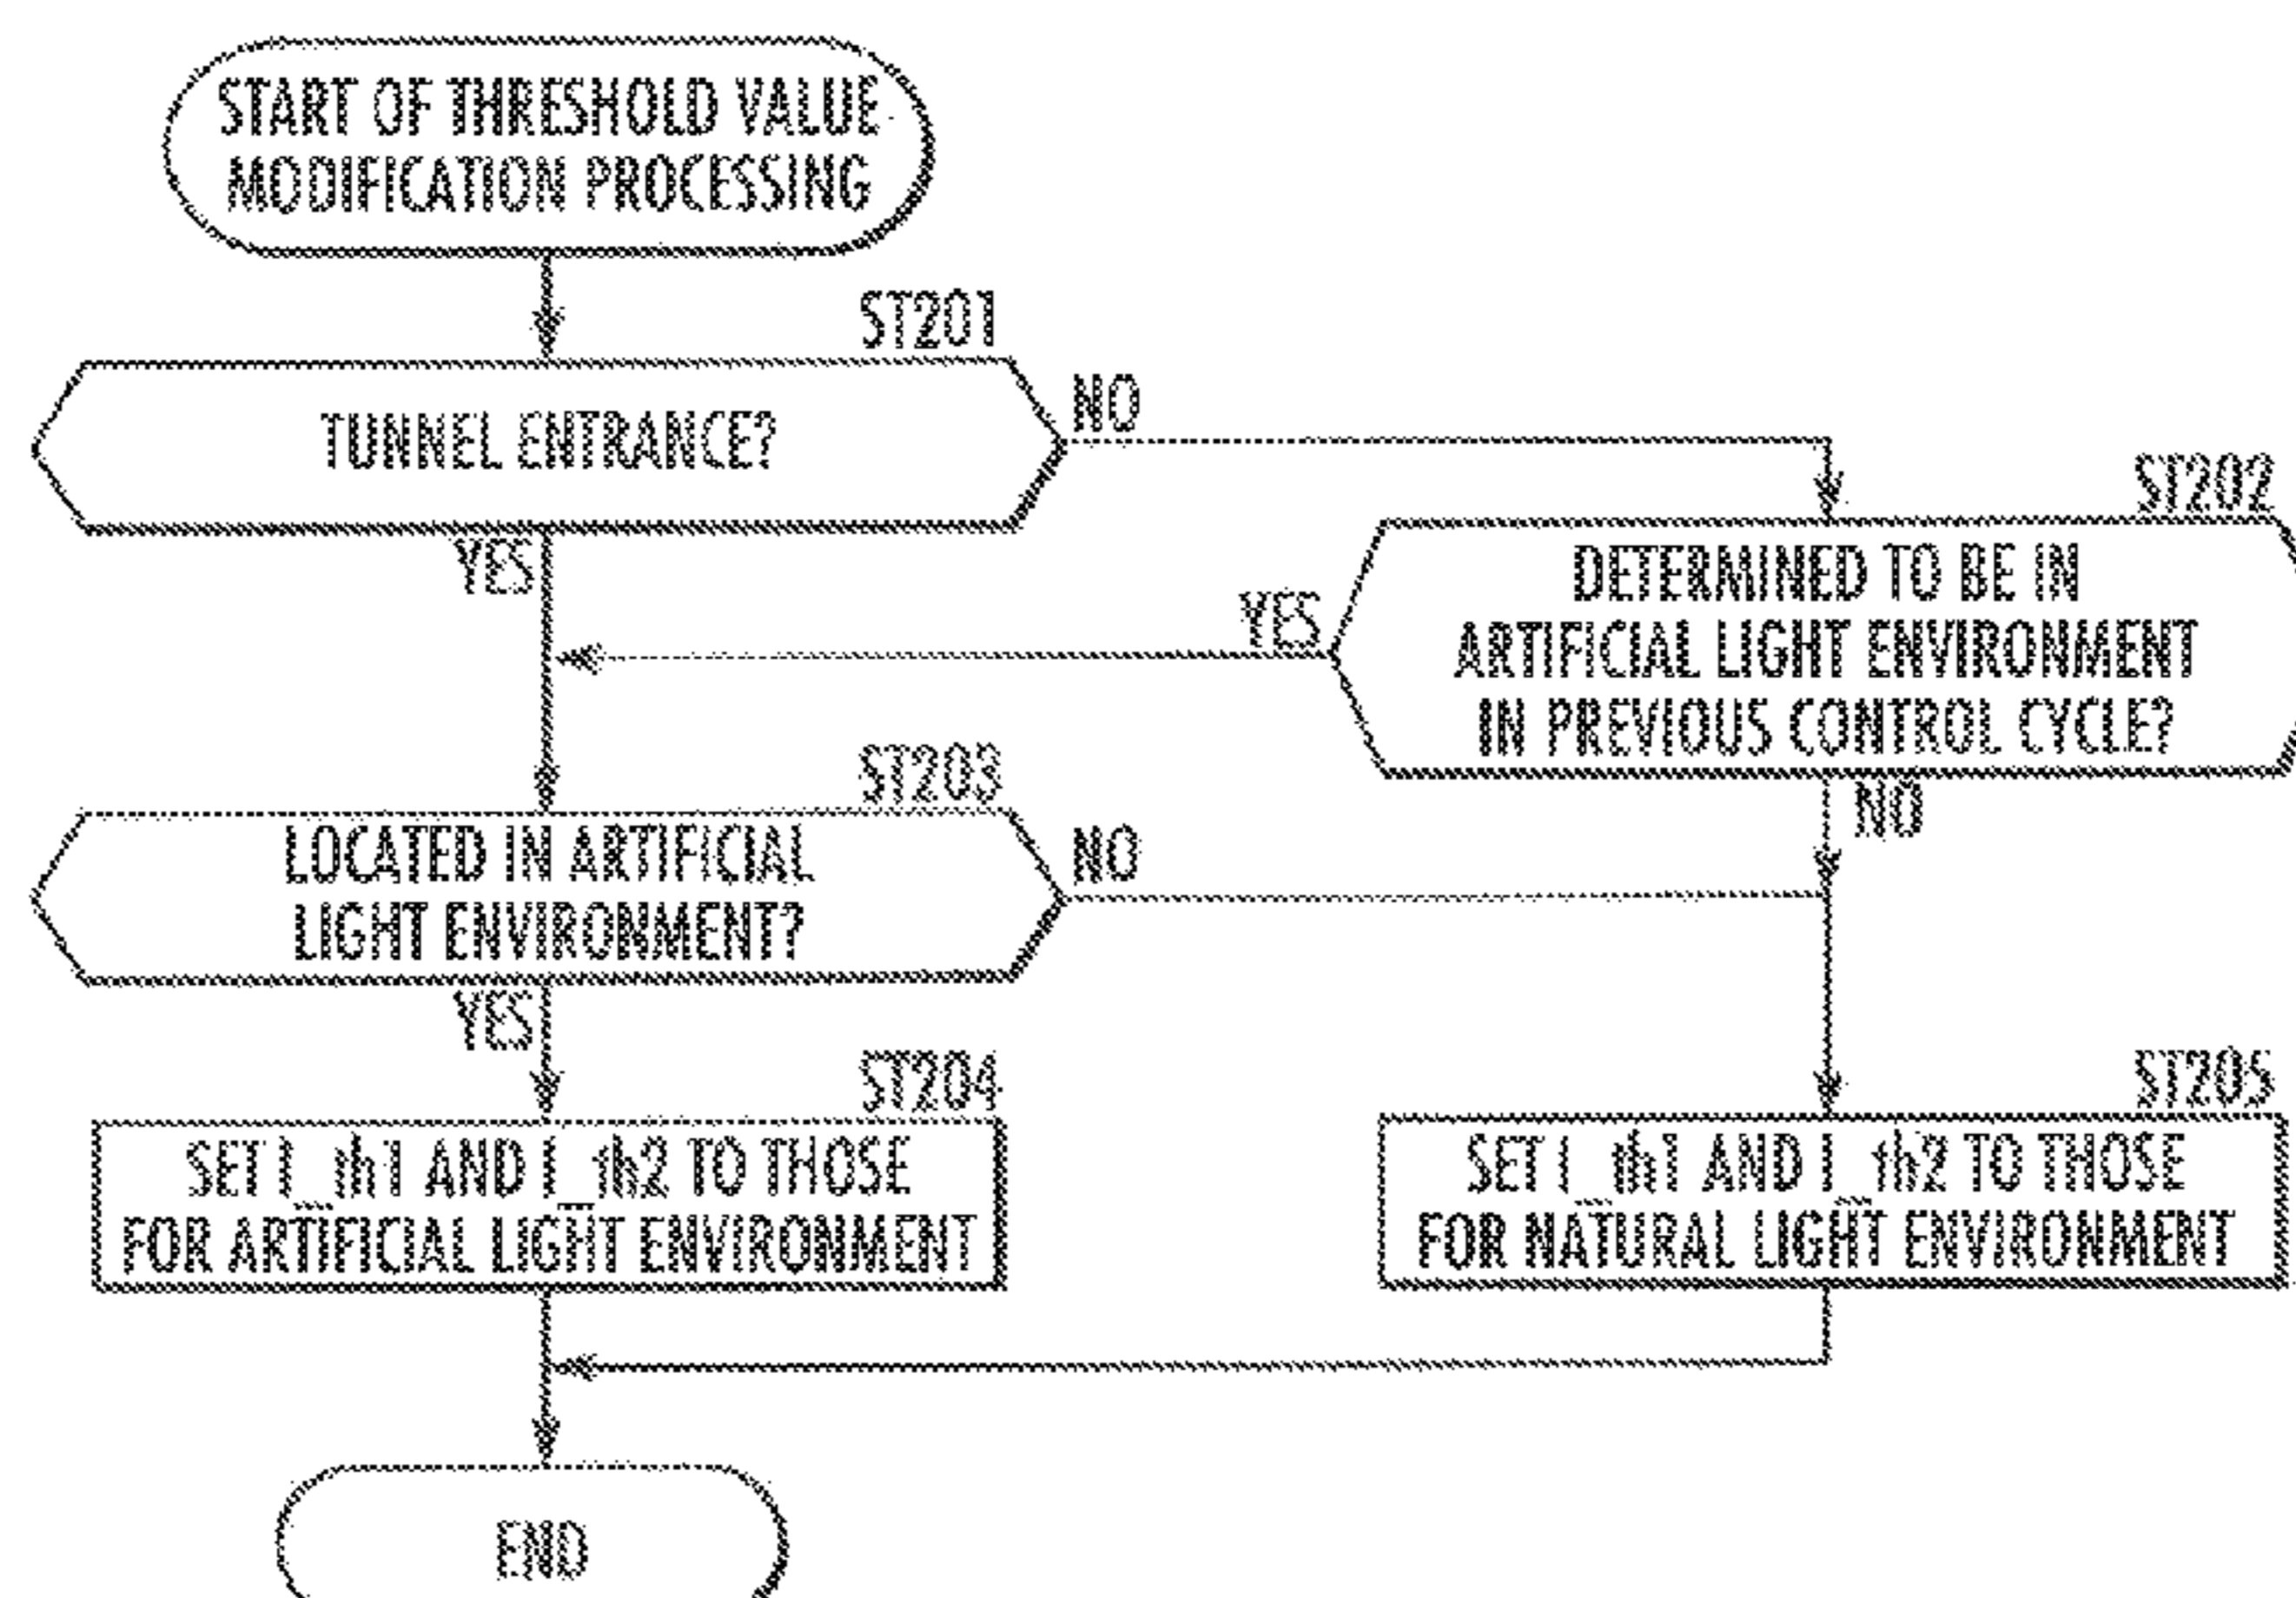 START OF THRESHOLD VALUE
MODIFICATION PROCESSING
ST201
TUNNEL ENTRANCE?
NO
YES
ST202
DETERMINED TO BE IN
ARTIFICIAL LIGHT ENVIRONMENT
IN PREVIOUS CONTROL CYCLE?
YES
NO
ST203
LOCATED IN ARTIFICIAL
LIGHT ENVIRONMENT?
NO
YES
ST204
SET I_th1 AND I_th2 TO THOSE
FOR ARTIFICIAL LIGHT ENVIRONMENT
ST205
SET I_th1 AND I_th2 TO THOSE
FOR NATURAL LIGHT ENVIRONMENT
END